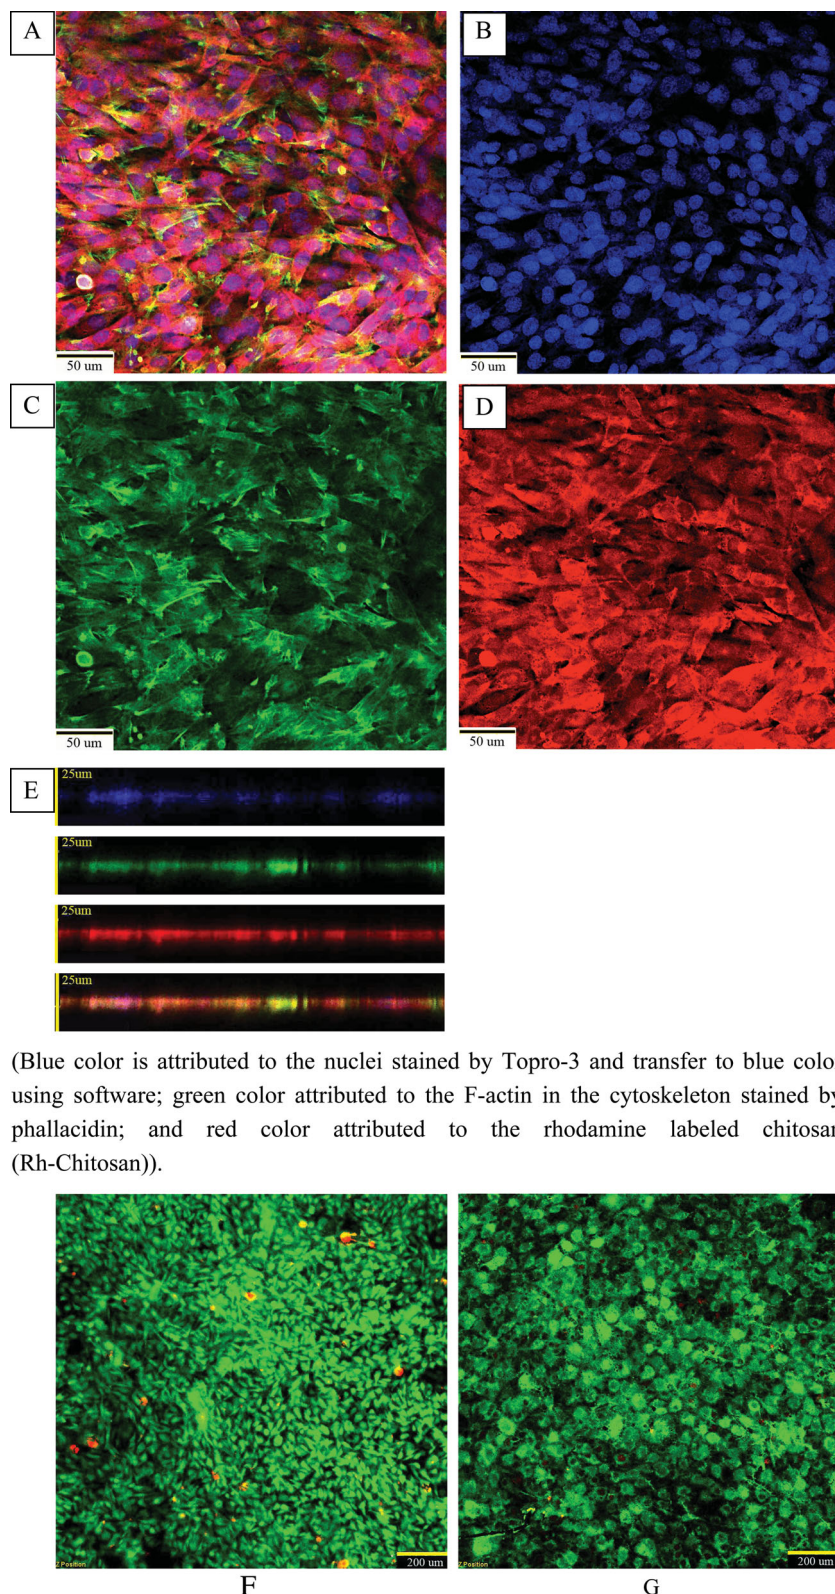 A
B
50 um
50 um
C
D
50 um
50 um
E
25um
25um
25um
25um
(Blue color is attributed to the nuclei stained by Topro-3 and transfer to blue colo
using software; green color attributed to the F-actin in the cytoskeleton stained by
phallacidin; and red color attributed to the rhodamine labeled chitosan
(Rh-Chitosan)).
Z Position
200 um
Z Position
200 um
F
G